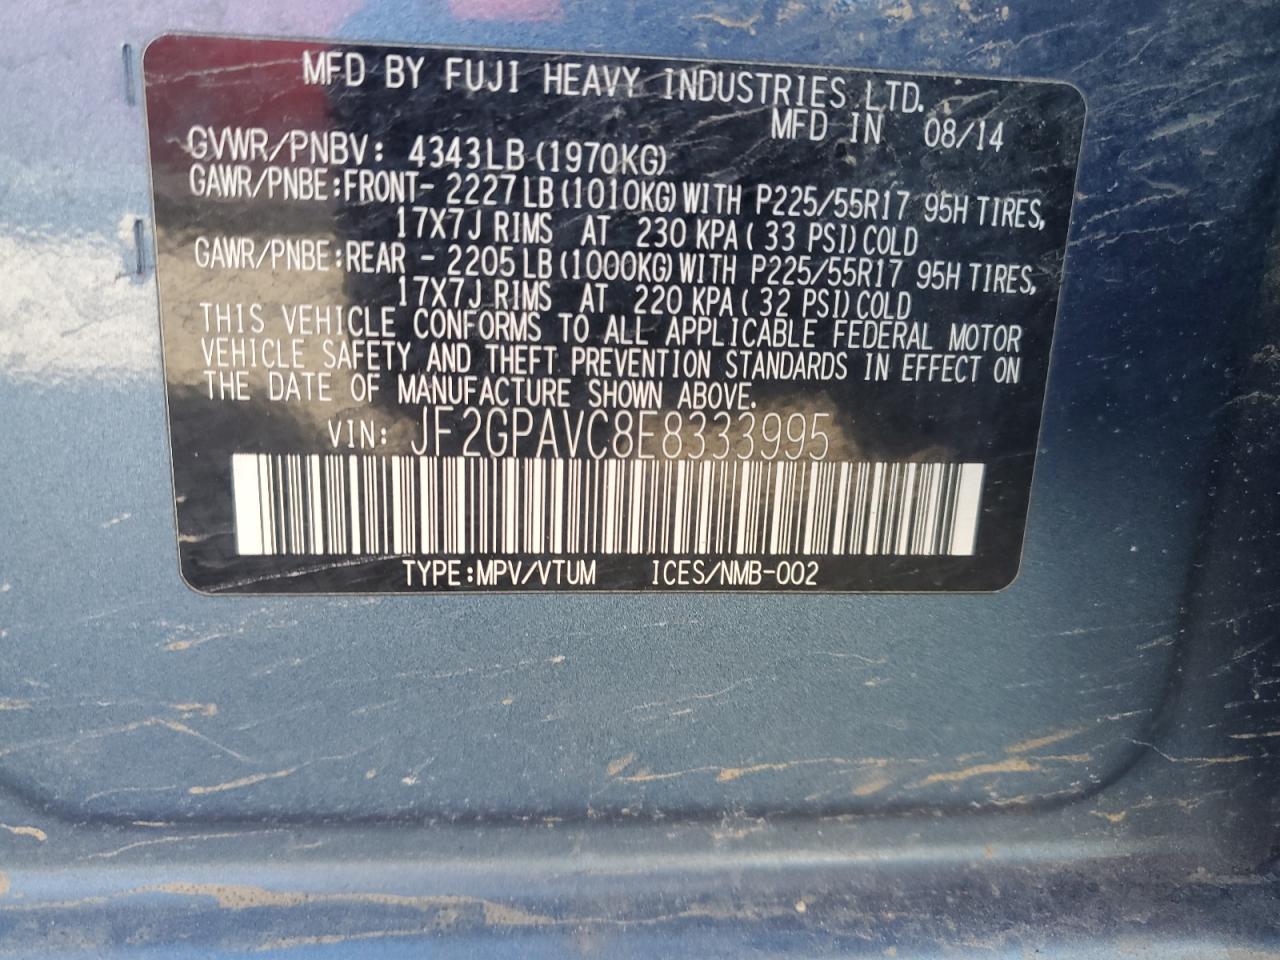 MFD BY FUJI HEAVY INDUSTRIES LTD.
MFD IN 08/14
GVWR/PNBV: 4343LB (1970KG)
GAWR/PNBE:FRONT- 2227LB (1010KG) WITH P225/55R17 95H TIRES,
17X7J RIMS AT 230 KPA ( 33 PSI) COLD
GAWR/PNBE:REAR - 2205LB (1000KG) WITH P225/55R17 95H TIRES,
17X7J RIMS AT 220 KPA ( 32 PSI) COLD
THIS VEHICLE CONFORMS TO ALL APPLICABLE FEDERAL MOTOR
VEHICLE SAFETY AND THEFT PREVENTION STANDARDS IN EFFECT ON
THE DATE OF MANUFACTURE SHOWN ABOVE.
VIN: JF2GPAVC8E8333995
TYPE:MPV/VTUM ICES/NMB-002